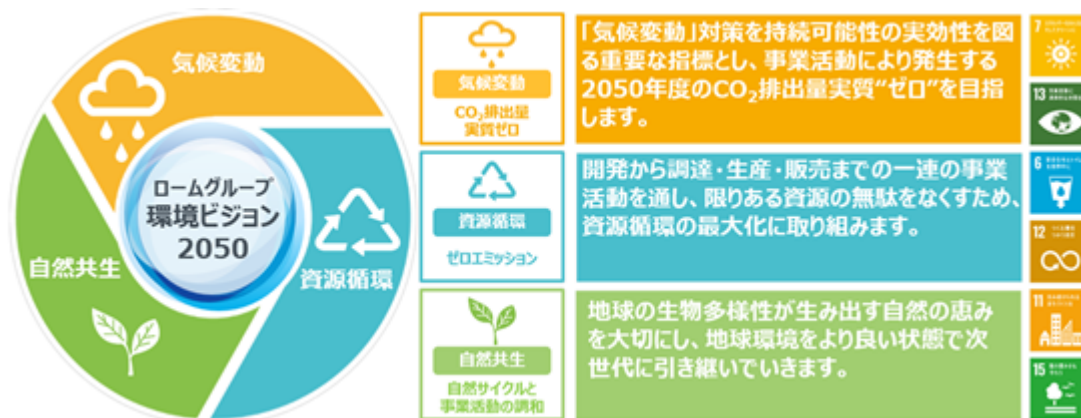 気候変動
ロームグループ
環境ビジョン
2050
自然共生
資源循環
気候変動
CO₂排出量
実質ゼロ
「気候変動」対策を持続可能性の実効性を図
る重要な指標とし、事業活動により発生する
2050年度のCO₂排出量実質“ゼロ”を目指
します。
資源循環
ゼロエミッション
開発から調達・生産・販売までの一連の事業
活動を通し、限りある資源の無駄をなくすため、
資源循環の最大化に取り組みます。
自然共生
自然サイクルと
事業活動の調和
地球の生物多様性が生み出す自然の恵み
を大切にし、地球環境をより良い状態で次
世代に引き継いでいきます。
7
13
6
12
11
15